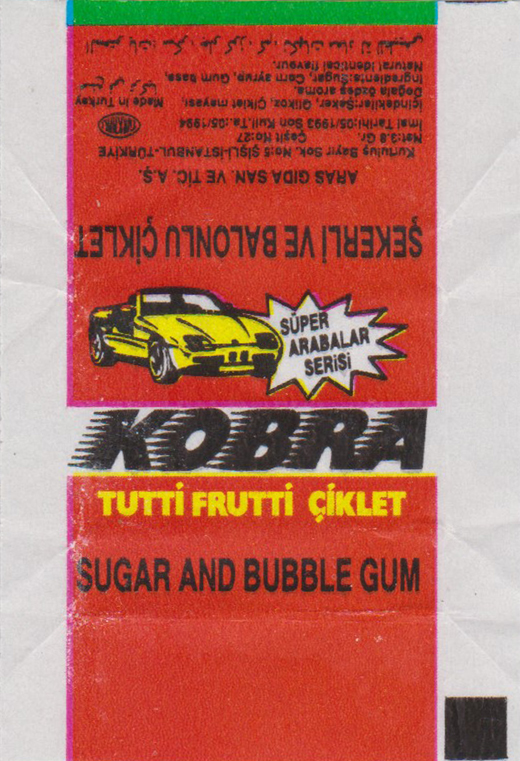 ŞEKERLİ VE BALONLU ÇİKLET
ARAS GIDA SAN. VE TİC. A.Ş.
Kurtuluş Bayır Sok. No:5 ŞİŞLİ-İSTANBUL-TÜRKİYE
Net:3.8 Gr. Çeşit No:27
İmal Tarihi:05/1993 Son Kull.Ta.:05/1994
İçindekiler:Şeker, Glikoz, Çiklet mayası, Made in Turkey
Doğala özdeş aroma.
Ingredients:Sugar, Corn syrup, Gum base,
Natural identical flavour.
SÜPER
ARABALAR
SERİSİ
KOBRA
TUTTİ FRUTTİ ÇİKLET
SUGAR AND BUBBLE GUM